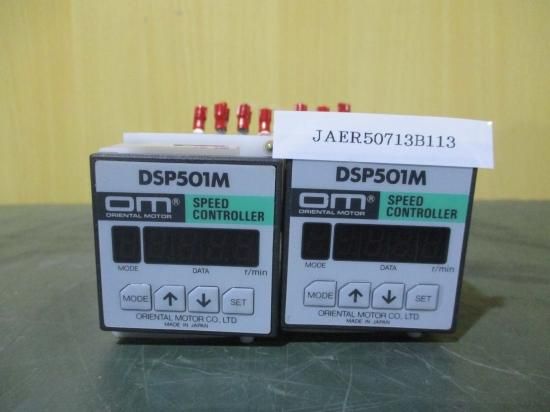 JAER50713B113
DSP501M
om® SPEED CONTROLLER
ORIENTAL MOTOR
MODE DATA r/min
MODE ↑ ↓ SET
ORIENTAL MOTOR CO., LTD.
MADE IN JAPAN
DSP501M
om® SPEED CONTROLLER
ORIENTAL MOTOR
MODE DATA r/min
MODE ↑ ↓ SET
ORIENTAL MOTOR CO., LTD.
MADE IN JAPAN